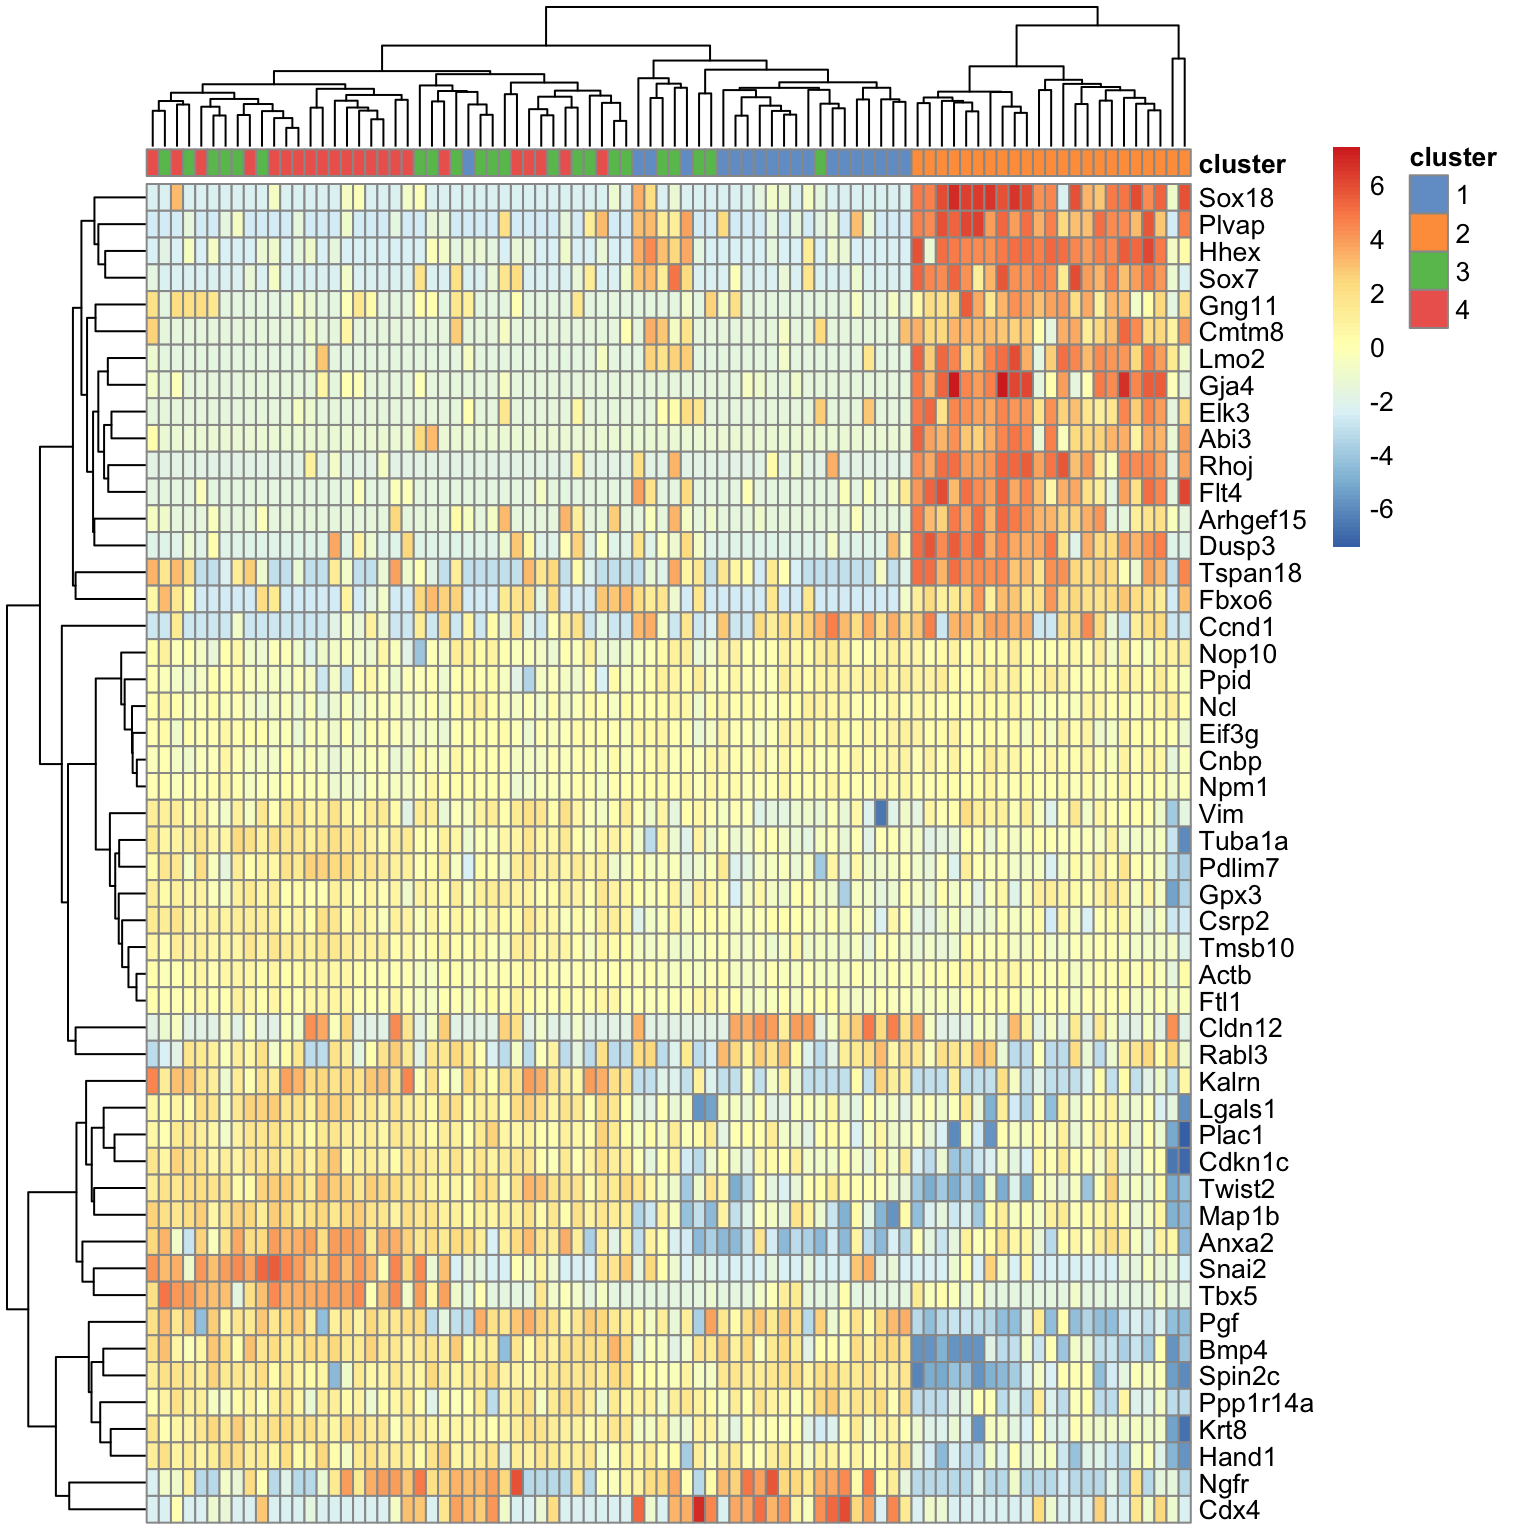 cluster
Sox18
Plvap
Hhex
Sox7
Gng11
Cmtm8
Lmo2
Gja4
Elk3
Abi3
Rhoj
Flt4
Arhgef15
Dusp3
Tspan18
Fbxo6
Ccnd1
Nop10
Ppid
Ncl
Eif3g
Cnbp
Npm1
Vim
Tuba1a
Pdlim7
Gpx3
Csrp2
Tmsb10
Actb
Ftl1
Cldn12
Rabl3
Kalrn
Lgals1
Plac1
Cdkn1c
Twist2
Map1b
Anxa2
Snai2
Tbx5
Pgf
Bmp4
Spin2c
Ppp1r14a
Krt8
Hand1
Ngfr
Cdx4
6
4
2
0
-2
-4
-6
cluster
1
2
3
4